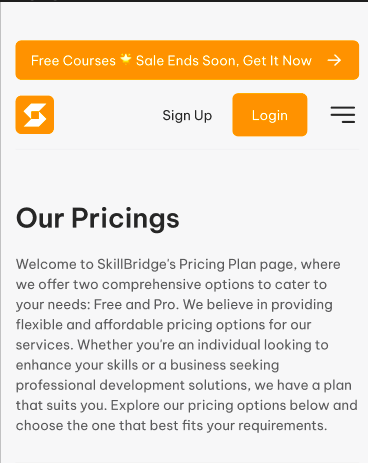 Free Courses 🌟 Sale Ends Soon, Get It Now
Sign Up Login
Our Pricings
Welcome to SkillBridge's Pricing Plan page, where
we offer two comprehensive options to cater to
your needs: Free and Pro. We believe in providing
flexible and affordable pricing options for our
services. Whether you're an individual looking to
enhance your skills or a business seeking
professional development solutions, we have a plan
that suits you. Explore our pricing options below and
choose the one that best fits your requirements.